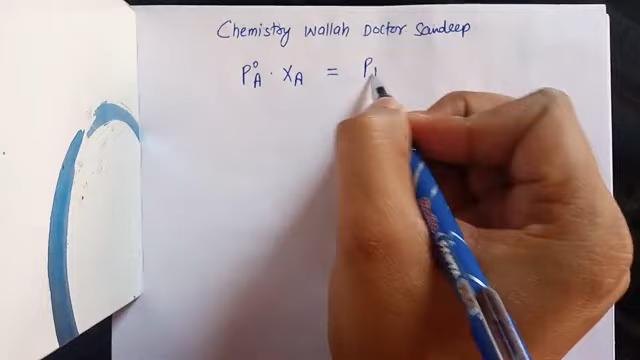 Chemistry Wallah Doctor Sandeep
P°A · XA = P